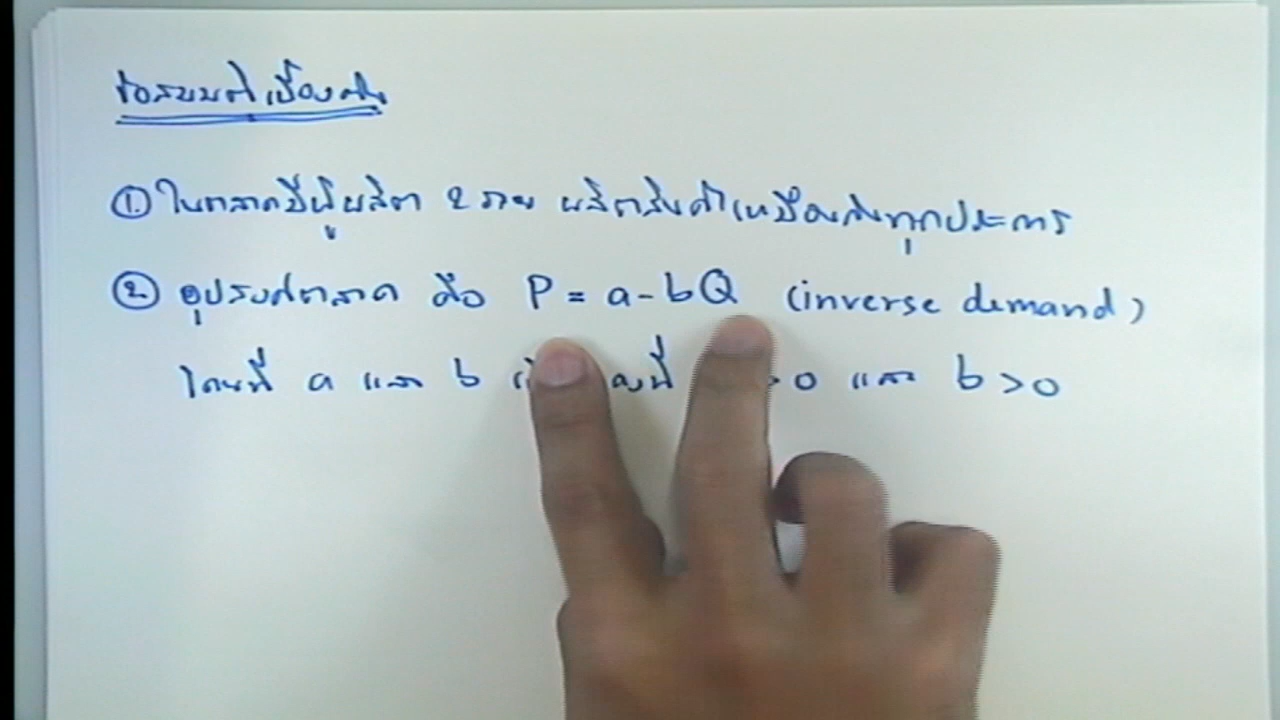 ข้อสมมติเบื้องต้น
① ในตลาดมีผู้ผลิต 2 ราย ผลิตสินค้าเหมือนกันทุกประการ
② อุปสงค์ตลาด คือ P = a - bQ (inverse demand)
โดยที่ a และ b > 0 และ b > 0